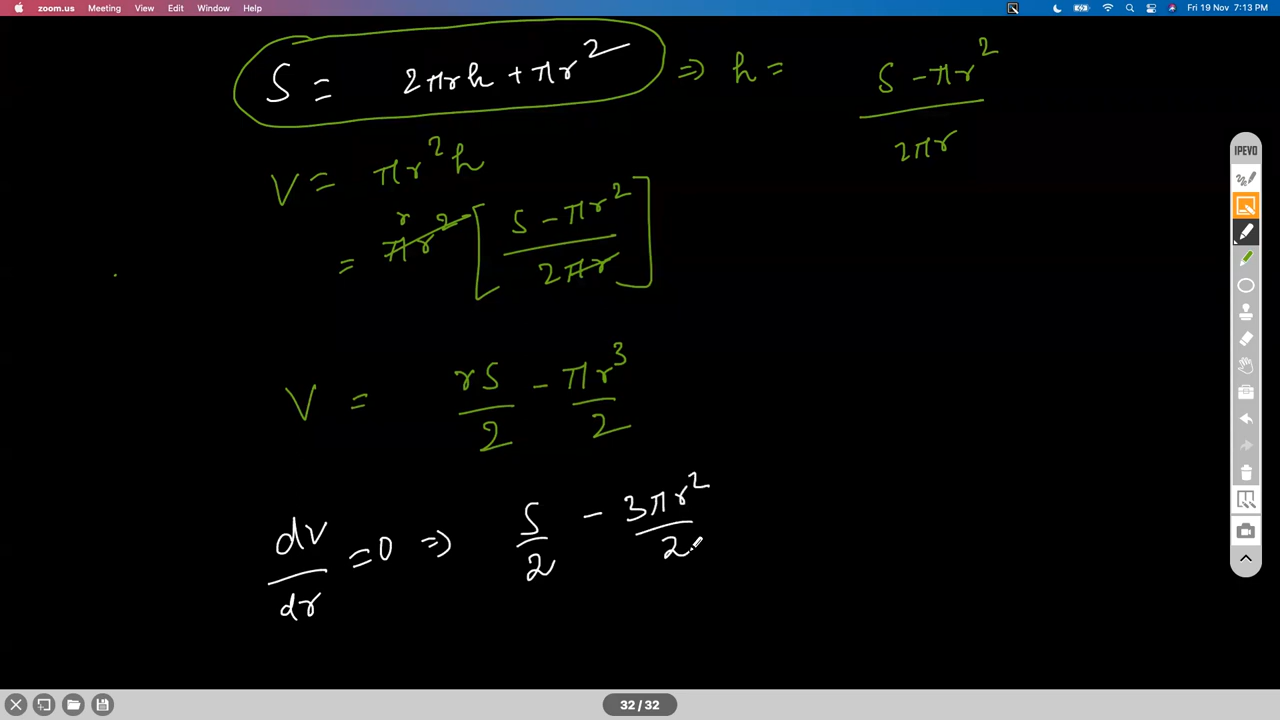 zoom.us Meeting View Edit Window Help Fri 19 Nov 7:13 PM
S = 2πrh + πr² ⇒ h = (S − πr²)/(2πr)
V = πr²h
= r πr² [(S − πr²)/(2πr)]
V = rS/2 − πr³/2
dv/dr = 0 ⇒ S/2 − 3πr²/2
IPEVO
32 / 32